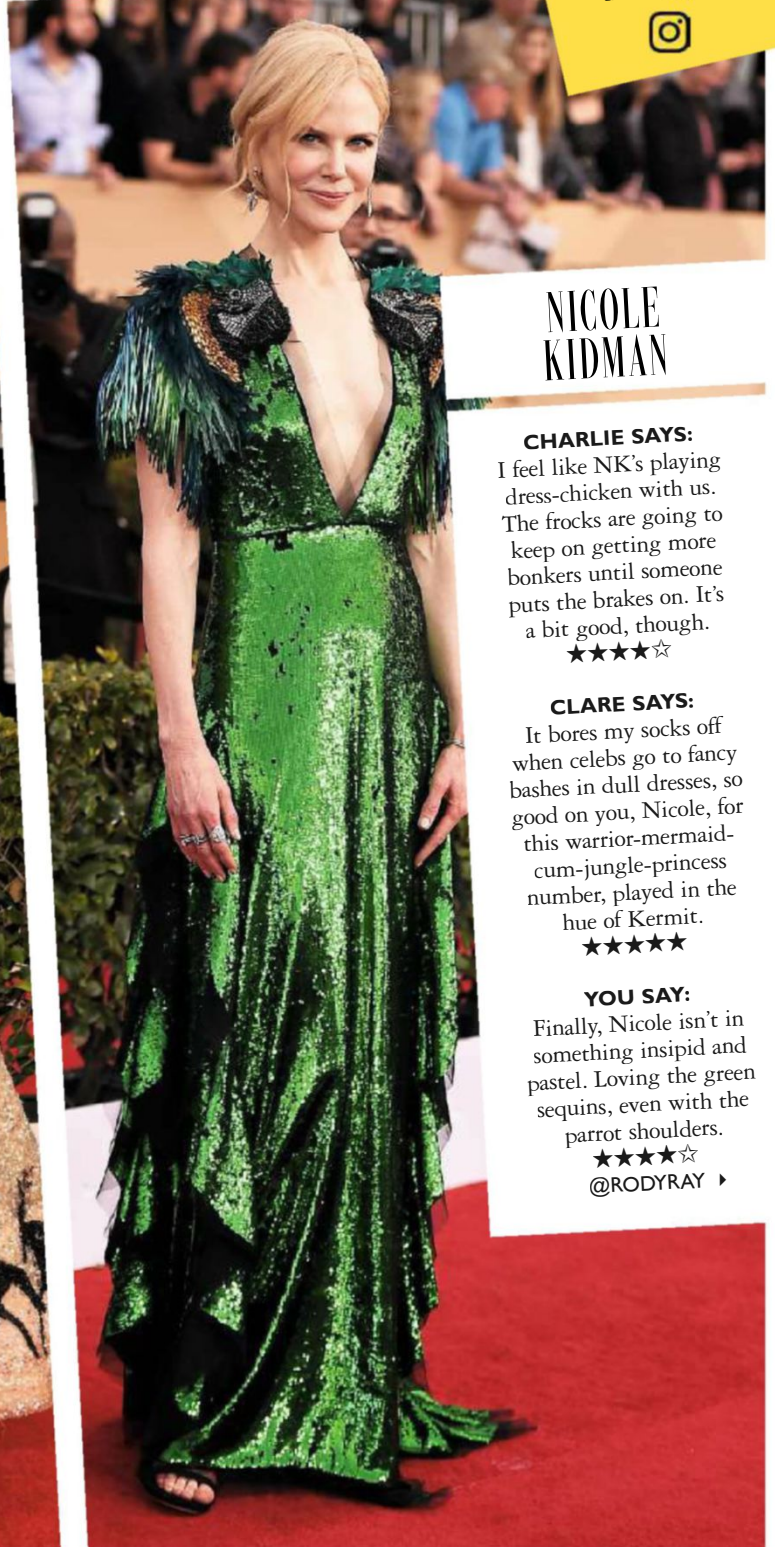 NICOLE
KIDMAN
CHARLIE SAYS:
I feel like NK’s playing
dress-chicken with us.
The frocks are going to
keep on getting more
bonkers until someone
puts the brakes on. It’s
a bit good, though.
★★★★☆
CLARE SAYS:
It bores my socks off
when celebs go to fancy
bashes in dull dresses, so
good on you, Nicole, for
this warrior-mermaid-
cum-jungle-princess
number, played in the
hue of Kermit.
★★★★★
YOU SAY:
Finally, Nicole isn’t in
something insipid and
pastel. Loving the green
sequins, even with the
parrot shoulders.
★★★★☆
@RODYRAY